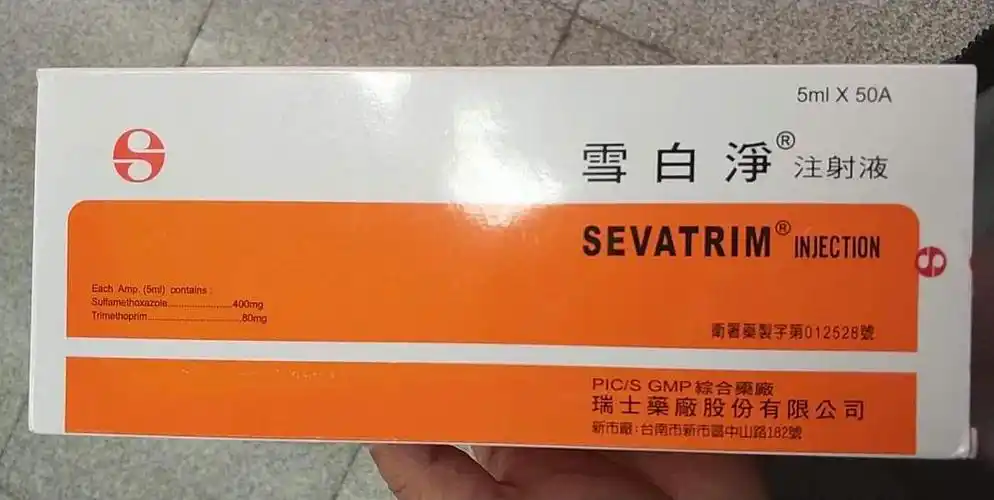 5ml X 50A
雪白淨® 注射液
SEVATRIM® INJECTION
Each Amp. (5ml) contains :
Sulfamethoxazole........................400mg
Trimethoprim..................................80mg
衛署藥製字第012528號
PIC/S GMP 綜合藥廠
瑞士藥廠股份有限公司
新市廠:台南市新市區中山路182號